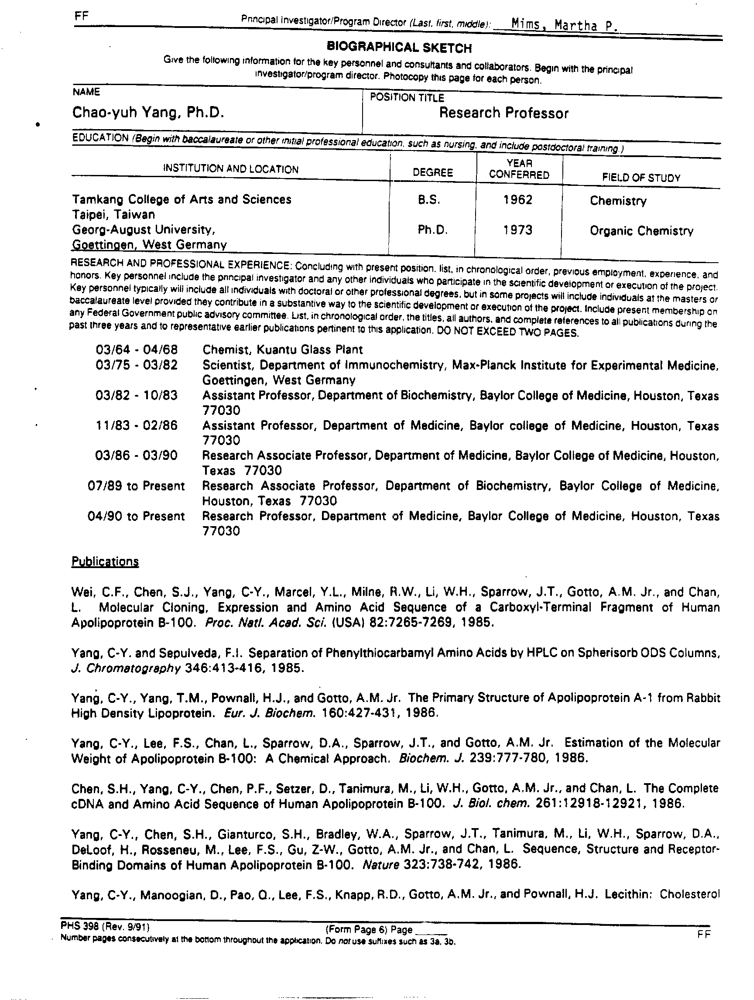 FF
Principal Investigator/Program Director (Last, first, middle): Mims, Martha P.
BIOGRAPHICAL SKETCH
Give the following information for the key personnel and consultants and collaborators. Begin with the principal
investigator/program director. Photocopy this page for each person.
NAME
POSITION TITLE
Chao-yuh Yang, Ph.D.
Research Professor
EDUCATION (Begin with baccalaureate or other initial professional education, such as nursing, and include postdoctoral training.)
INSTITUTION AND LOCATION
DEGREE
YEAR
CONFERRED
FIELD OF STUDY
Tamkang College of Arts and Sciences B.S. 1962 Chemistry
Taipei, Taiwan
Georg-August University, Ph.D. 1973 Organic Chemistry
Goettingen, West Germany
RESEARCH AND PROFESSIONAL EXPERIENCE: Concluding with present position, list, in chronological order, previous employment, experience, and
honors. Key personnel include the principal investigator and any other individuals who participate in the scientific development or execution of the project.
Key personnel typically will include all individuals with doctoral or other professional degrees, but in some projects will include individuals at the masters or
baccalaureate level provided they contribute in a substantive way to the scientific development or execution of the project. Include present membership on
any Federal Government public advisory committee. List, in chronological order, the titles, all authors, and complete references to all publications during the
past three years and to representative earlier publications pertinent to this application. DO NOT EXCEED TWO PAGES.
03/64 - 04/68 Chemist, Kuantu Glass Plant
03/75 - 03/82 Scientist, Department of Immunochemistry, Max-Planck Institute for Experimental Medicine,
Goettingen, West Germany
03/82 - 10/83 Assistant Professor, Department of Biochemistry, Baylor College of Medicine, Houston, Texas
77030
11/83 - 02/86 Assistant Professor, Department of Medicine, Baylor college of Medicine, Houston, Texas
77030
03/86 - 03/90 Research Associate Professor, Department of Medicine, Baylor College of Medicine, Houston,
Texas 77030
07/89 to Present Research Associate Professor, Department of Biochemistry, Baylor College of Medicine,
Houston, Texas 77030
04/90 to Present Research Professor, Department of Medicine, Baylor College of Medicine, Houston, Texas
77030
Publications
Wei, C.F., Chen, S.J., Yang, C-Y., Marcel, Y.L., Milne, R.W., Li, W.H., Sparrow, J.T., Gotto, A.M. Jr., and Chan,
L. Molecular Cloning, Expression and Amino Acid Sequence of a Carboxyl-Terminal Fragment of Human
Apolipoprotein B-100. Proc. Natl. Acad. Sci. (USA) 82:7265-7269, 1985.
Yang, C-Y. and Sepulveda, F.I. Separation of Phenylthiocarbamyl Amino Acids by HPLC on Spherisorb ODS Columns,
J. Chromatography 346:413-416, 1985.
Yang, C-Y., Yang, T.M., Pownall, H.J., and Gotto, A.M. Jr. The Primary Structure of Apolipoprotein A-1 from Rabbit
High Density Lipoprotein. Eur. J. Biochem. 160:427-431, 1986.
Yang, C-Y., Lee, F.S., Chan, L., Sparrow, D.A., Sparrow, J.T., and Gotto, A.M. Jr. Estimation of the Molecular
Weight of Apolipoprotein B-100: A Chemical Approach. Biochem. J. 239:777-780, 1986.
Chen, S.H., Yang, C-Y., Chen, P.F., Setzer, D., Tanimura, M., Li, W.H., Gotto, A.M. Jr., and Chan, L. The Complete
cDNA and Amino Acid Sequence of Human Apolipoprotein B-100. J. Biol. chem. 261:12918-12921, 1986.
Yang, C-Y., Chen, S.H., Gianturco, S.H., Bradley, W.A., Sparrow, J.T., Tanimura, M., Li, W.H., Sparrow, D.A.,
DeLoof, H., Rosseneu, M., Lee, F.S., Gu, Z-W., Gotto, A.M. Jr., and Chan, L. Sequence, Structure and Receptor-
Binding Domains of Human Apolipoprotein B-100. Nature 323:738-742, 1986.
Yang, C-Y., Manoogian, D., Pao, Q., Lee, F.S., Knapp, R.D., Gotto, A.M. Jr., and Pownall, H.J. Lecithin: Cholesterol
PHS 398 (Rev. 9/91) (Form Page 6) Page ____ FF
Number pages consecutively at the bottom throughout the application. Do not use suffixes such as 3a, 3b.